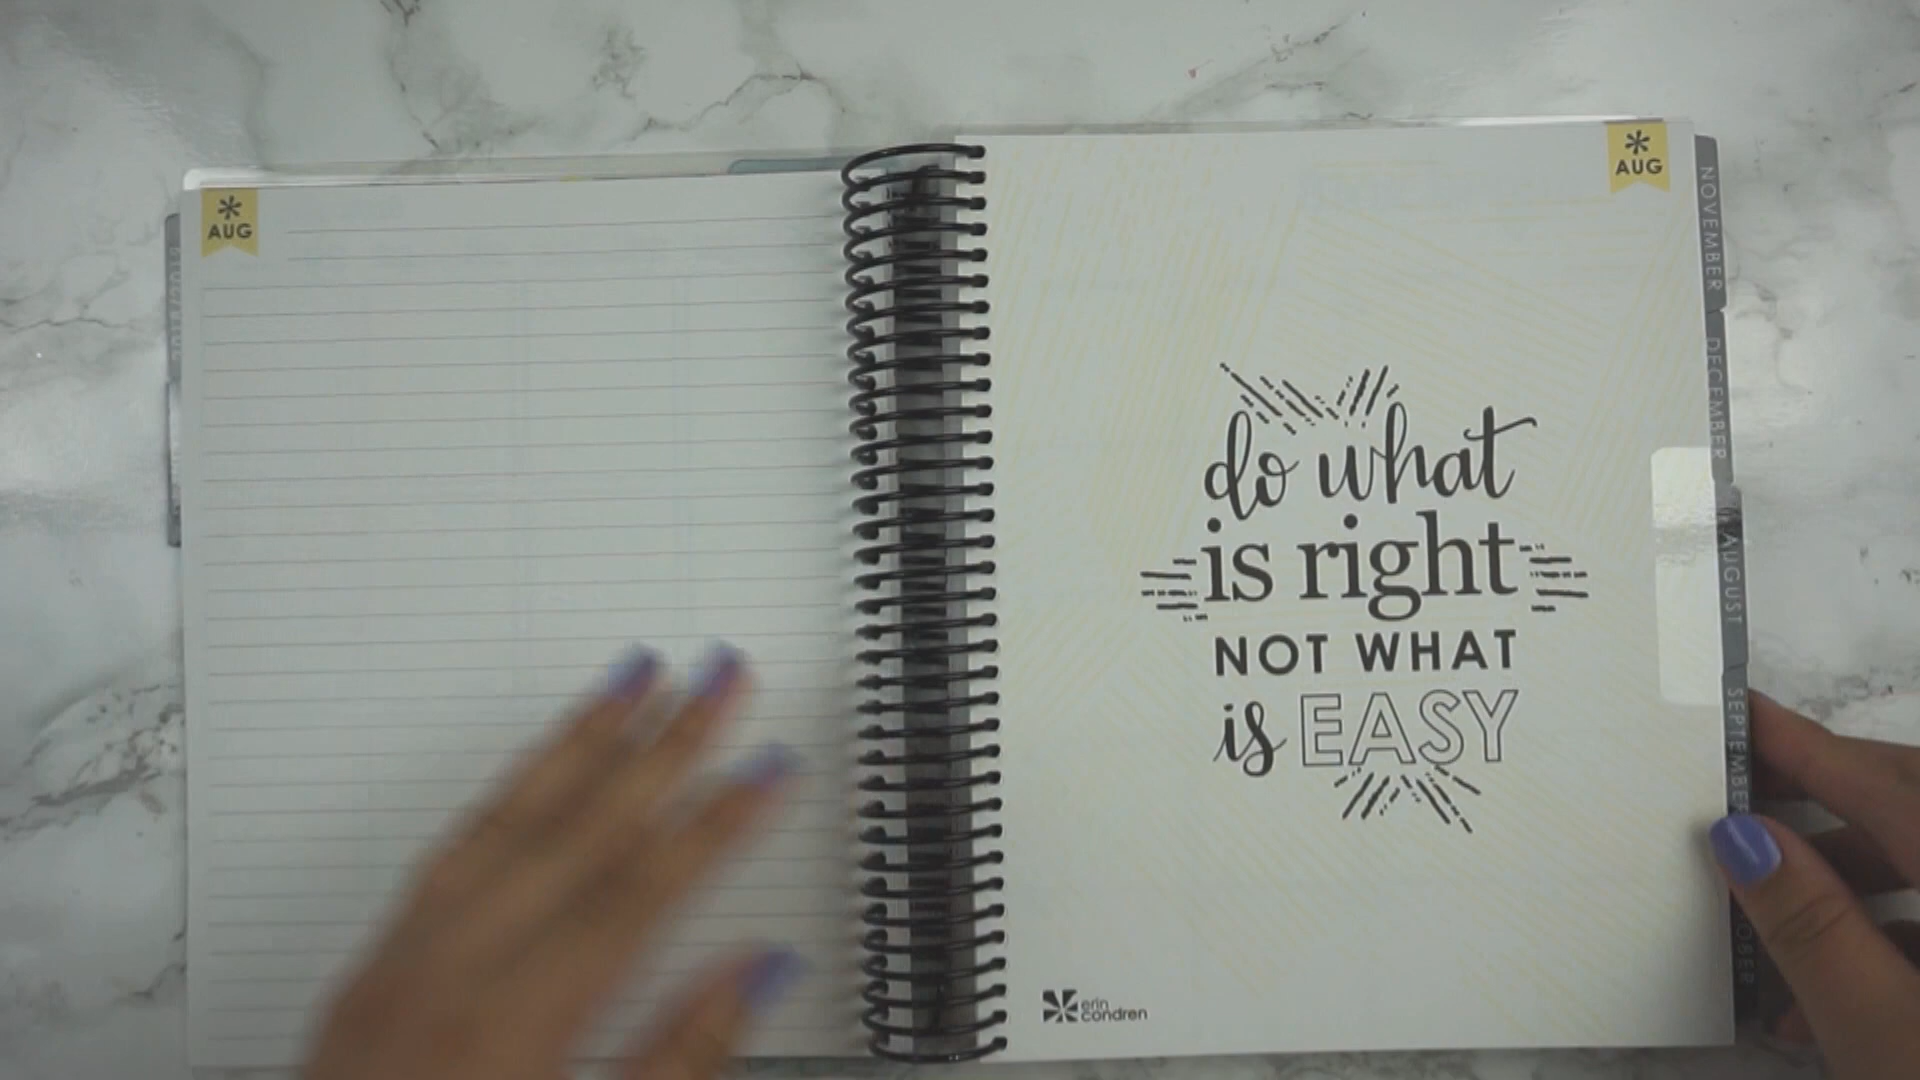 AUG
AUG
do what
is right
NOT WHAT
is EASY
erin
condren
NOVEMBER
DECEMBER
AUGUST
SEPTEMBER